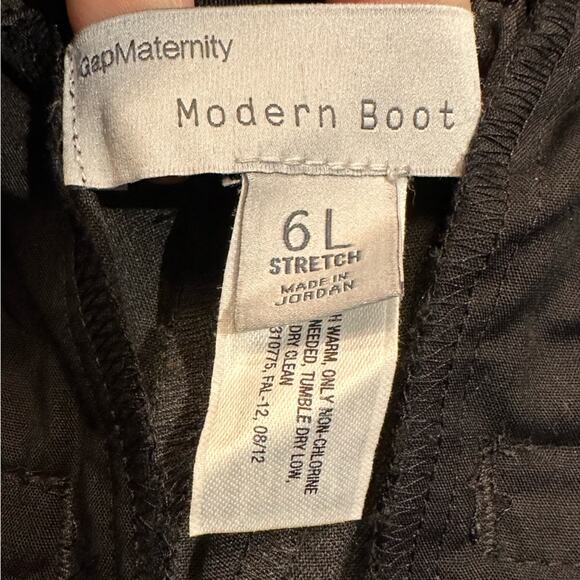 GapMaternity
Modern Boot
6L
STRETCH
MADE IN
JORDAN
WARM, ONLY NON-CHLORINE
NEEDED, TUMBLE DRY LOW,
DRY CLEAN
310775, FAL-12, 08/12